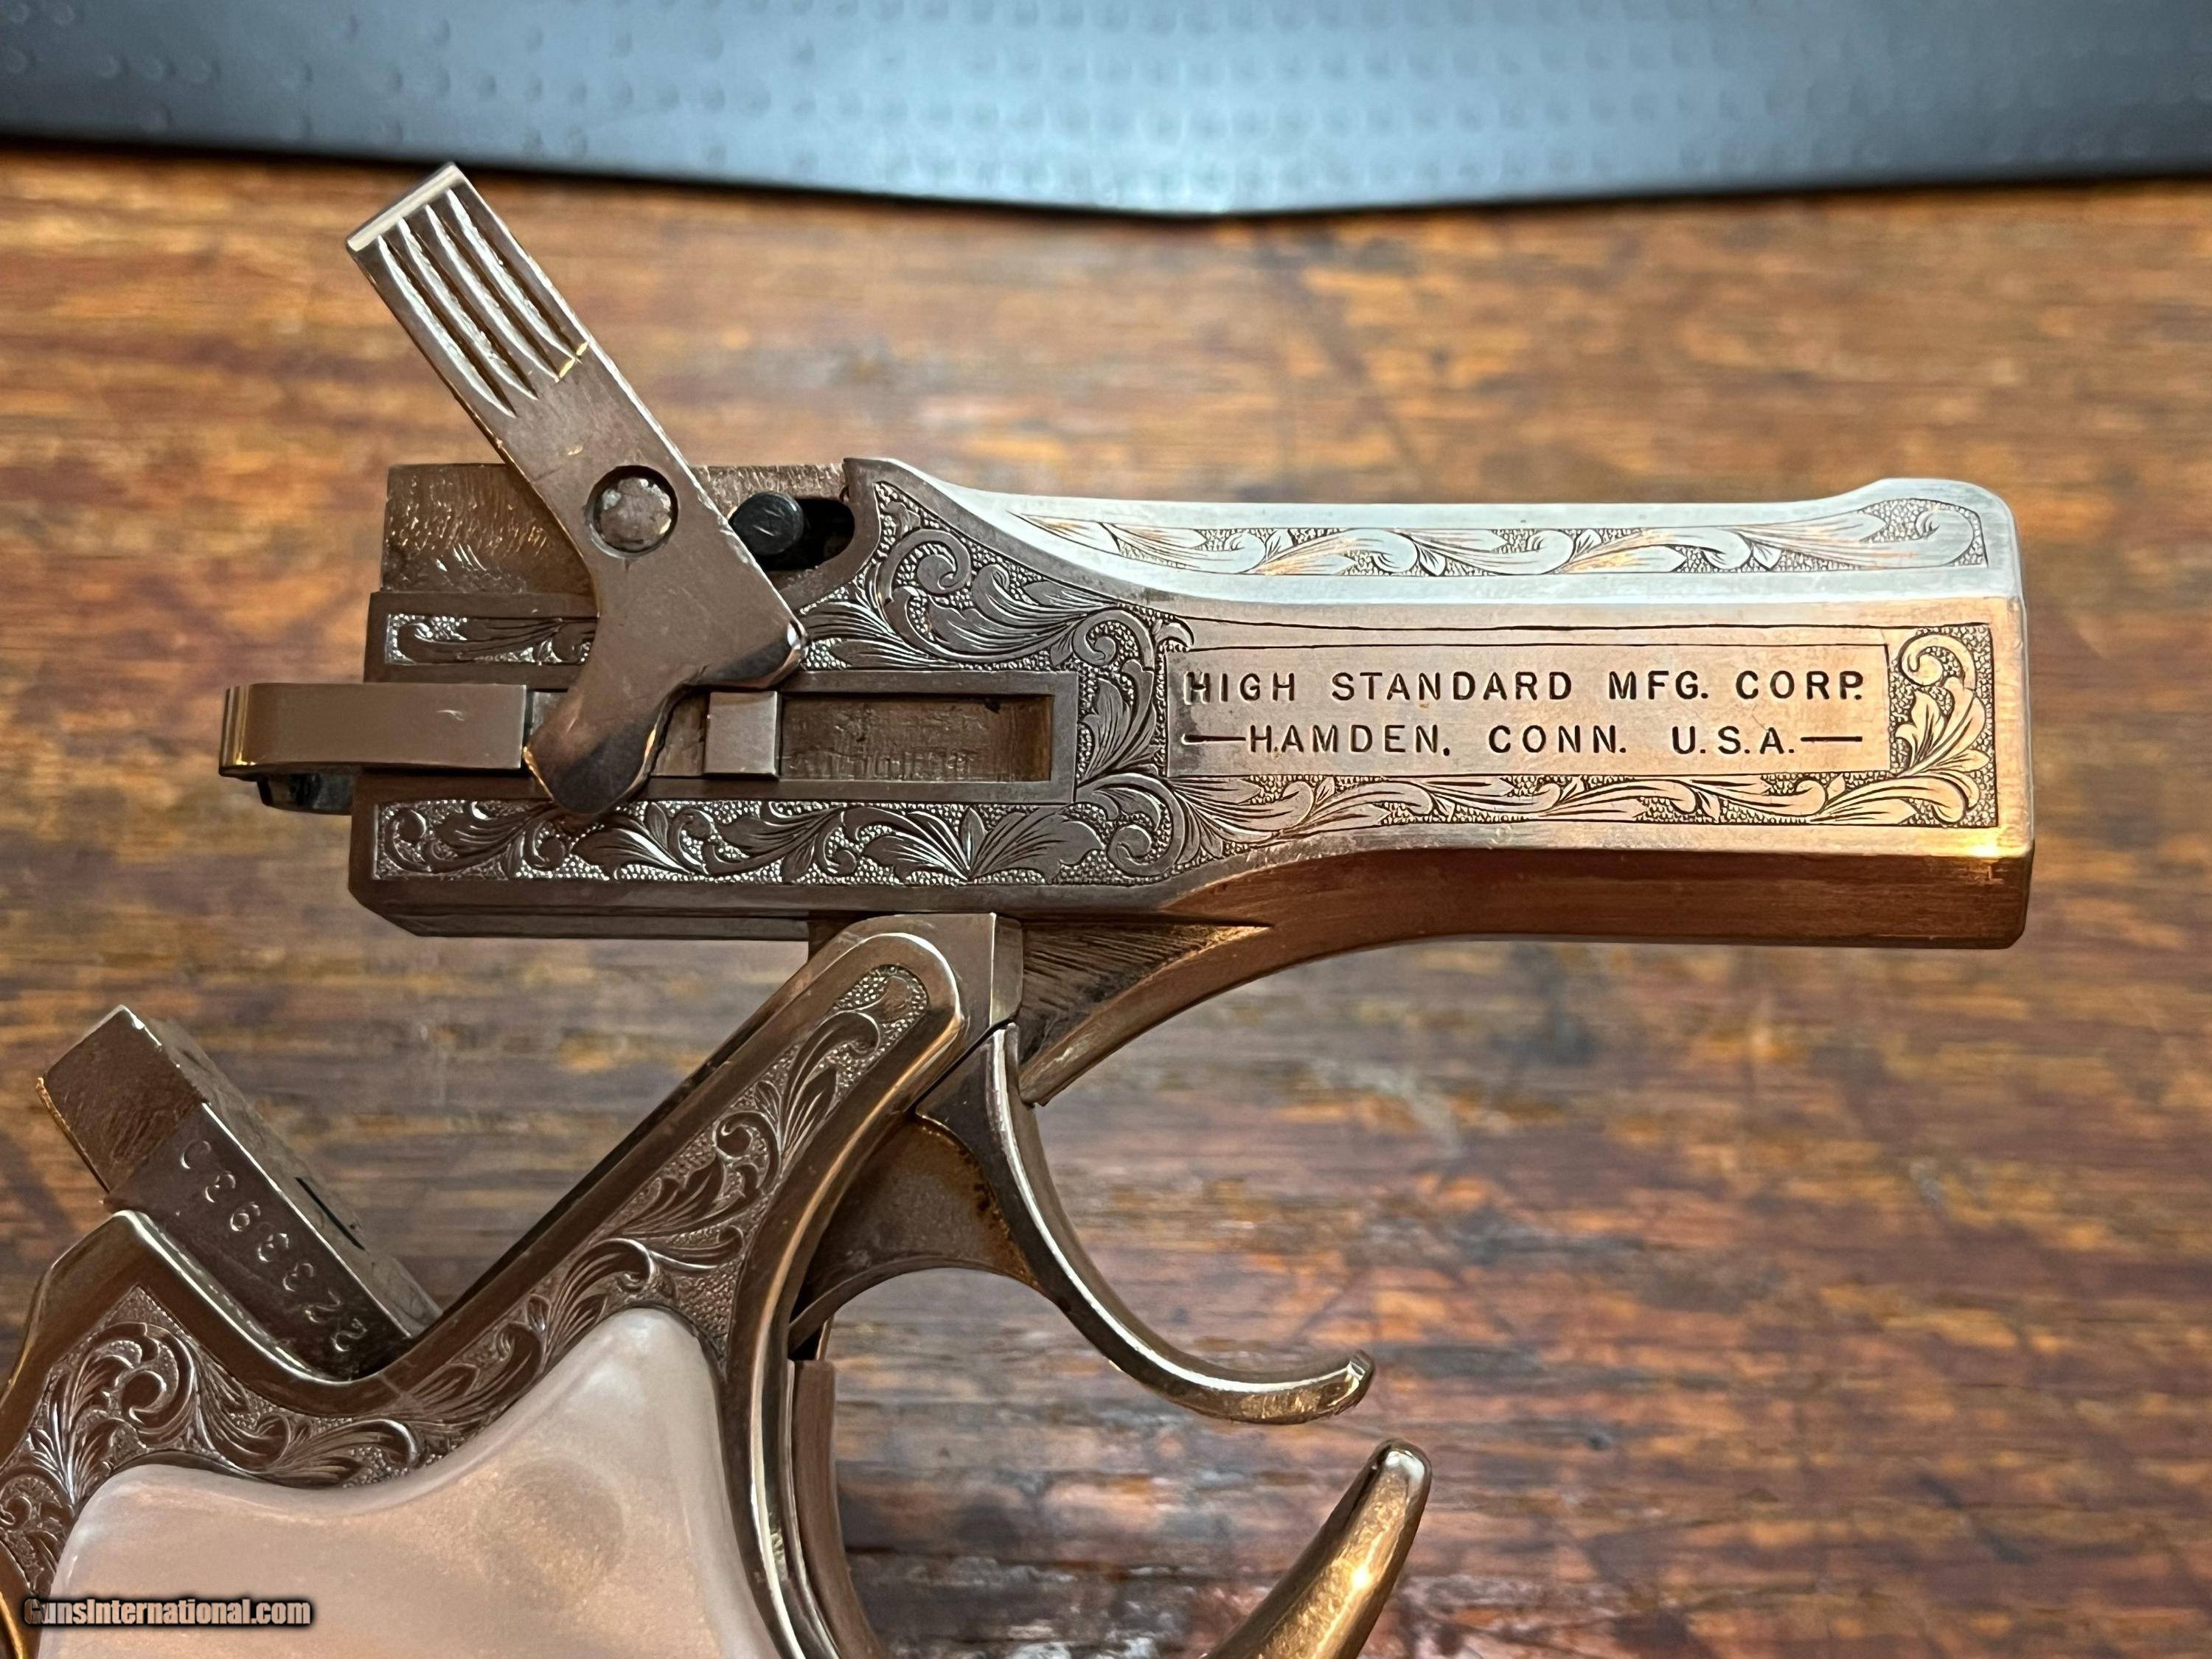 HIGH STANDARD MFG. CORP.
—HAMDEN, CONN. U.S.A.—
GunsInternational.com